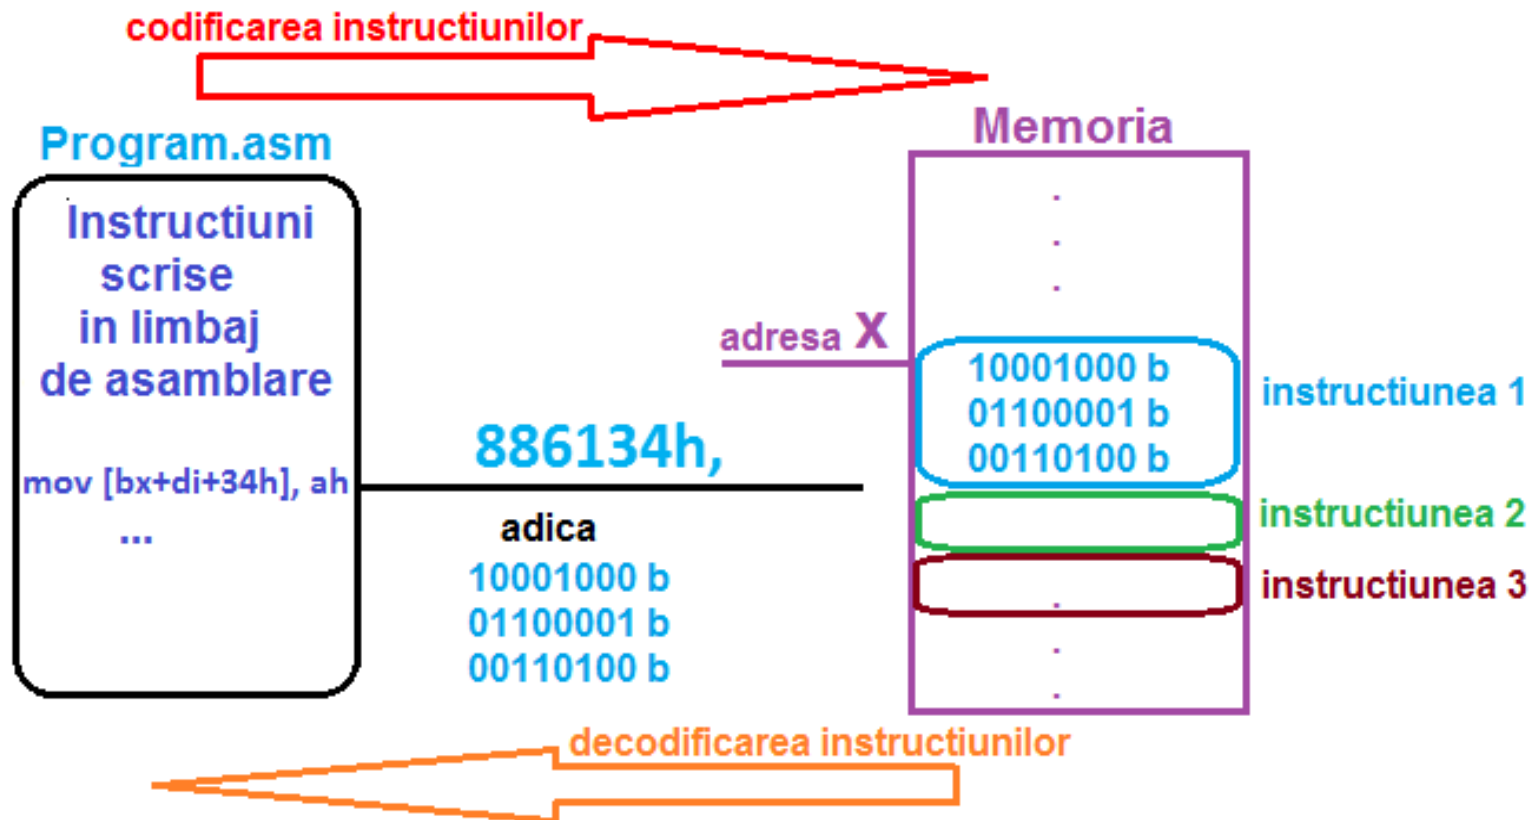 codificarea instructiunilor
Program.asm
Instructiuni
scrise
in limbaj
de asamblare
mov [bx+di+34h], ah
...
886134h,
adica
10001000 b
01100001 b
00110100 b
Memoria
.
.
.
adresa X
10001000 b
01100001 b
00110100 b
instructiunea 1
instructiunea 2
instructiunea 3
.
.
.
decodificarea instructiunilor